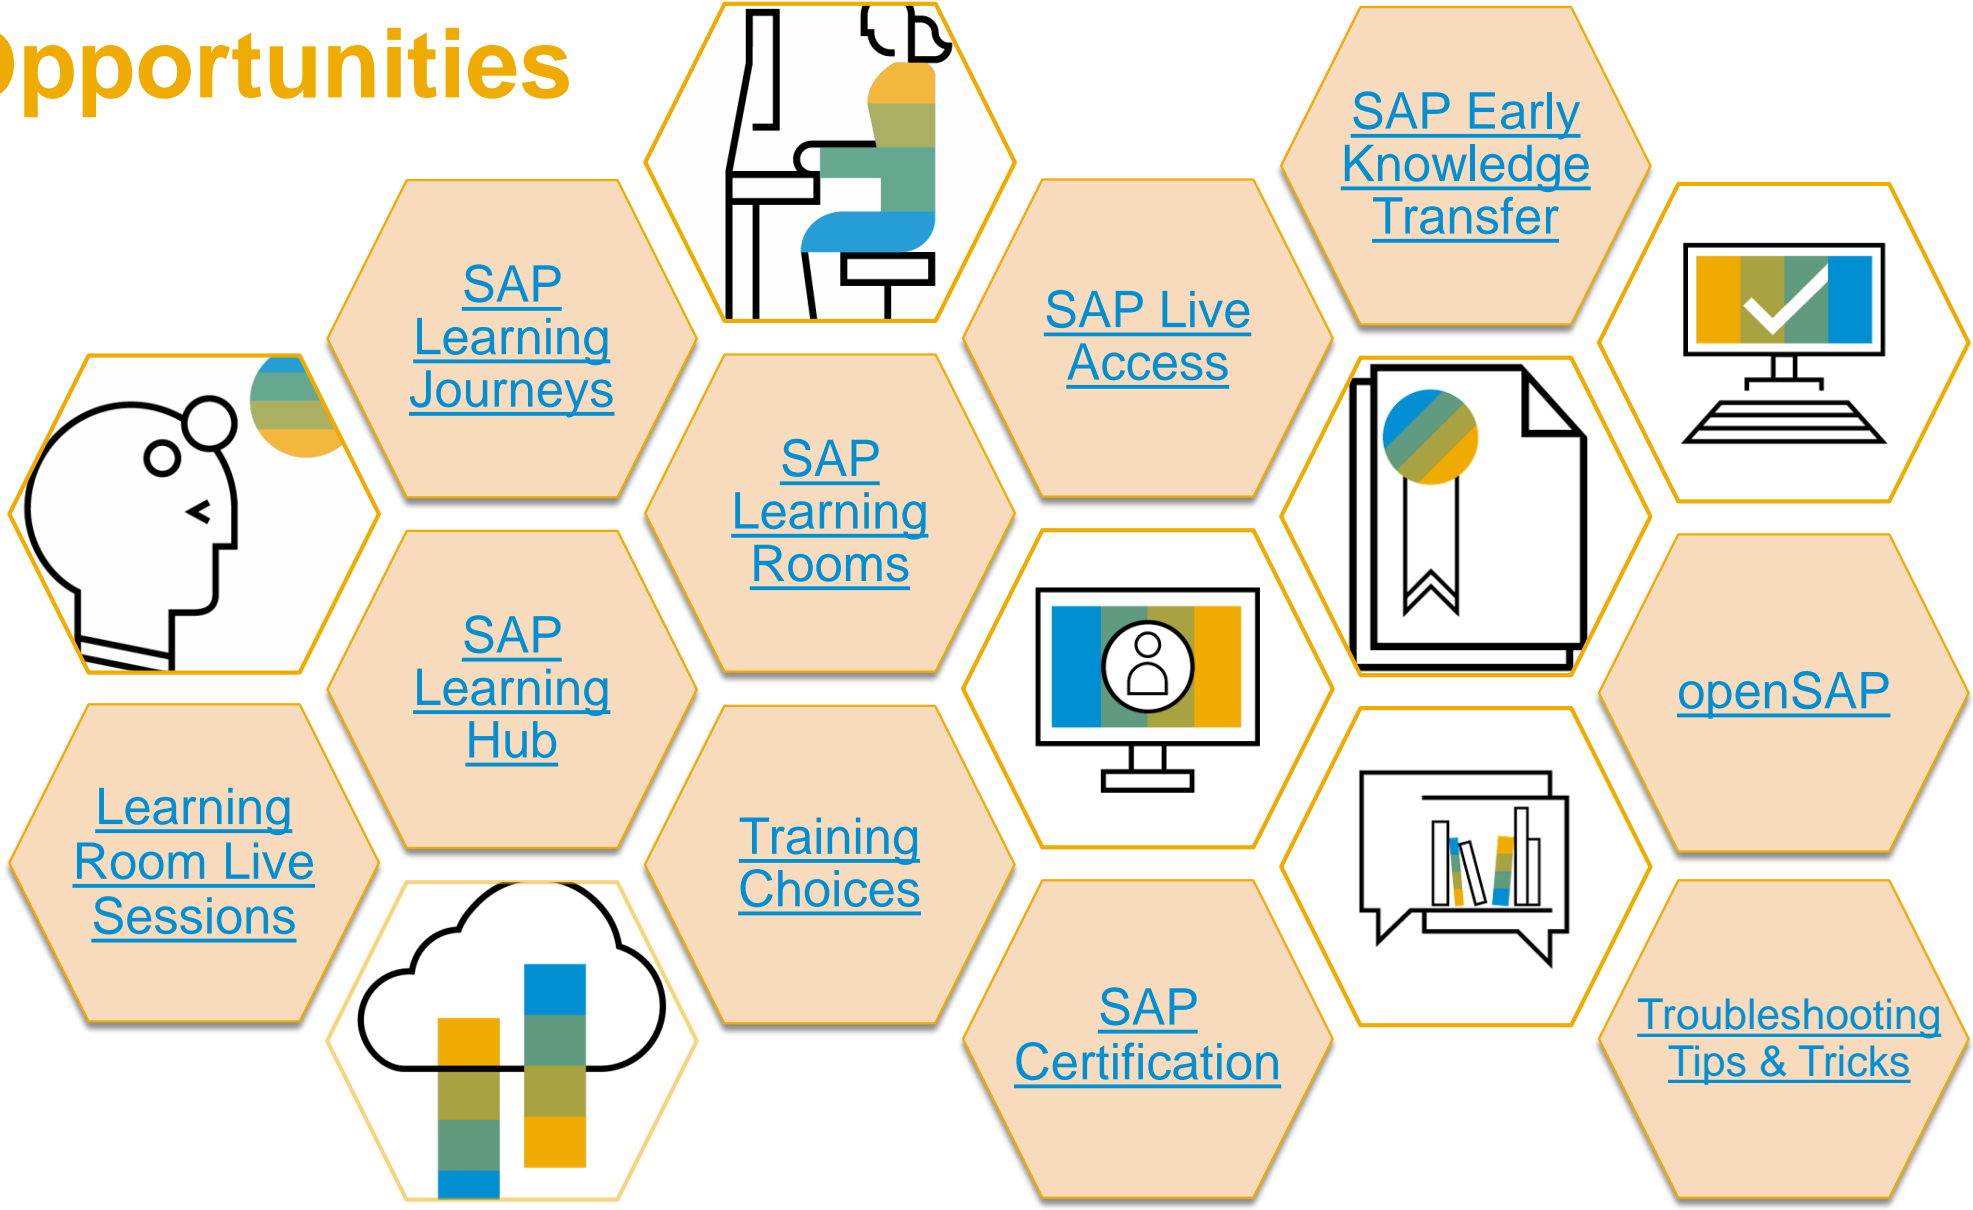 Opportunities
SAP Early
Knowledge
Transfer
SAP
Learning
Journeys
SAP Live
Access
SAP
Learning
Rooms
SAP
Learning
Hub
openSAP
Learning
Room Live
Sessions
Training
Choices
SAP
Certification
Troubleshooting
Tips & Tricks